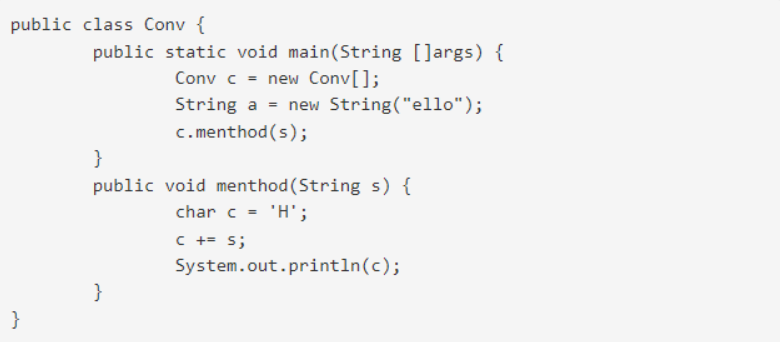 public class Conv {
public static void main(String []args) {
Conv c = new Conv[];
String a = new String("ello");
c.menthod(s);
}
public void menthod(String s) {
char c = 'H';
c += s;
System.out.println(c);
}
}